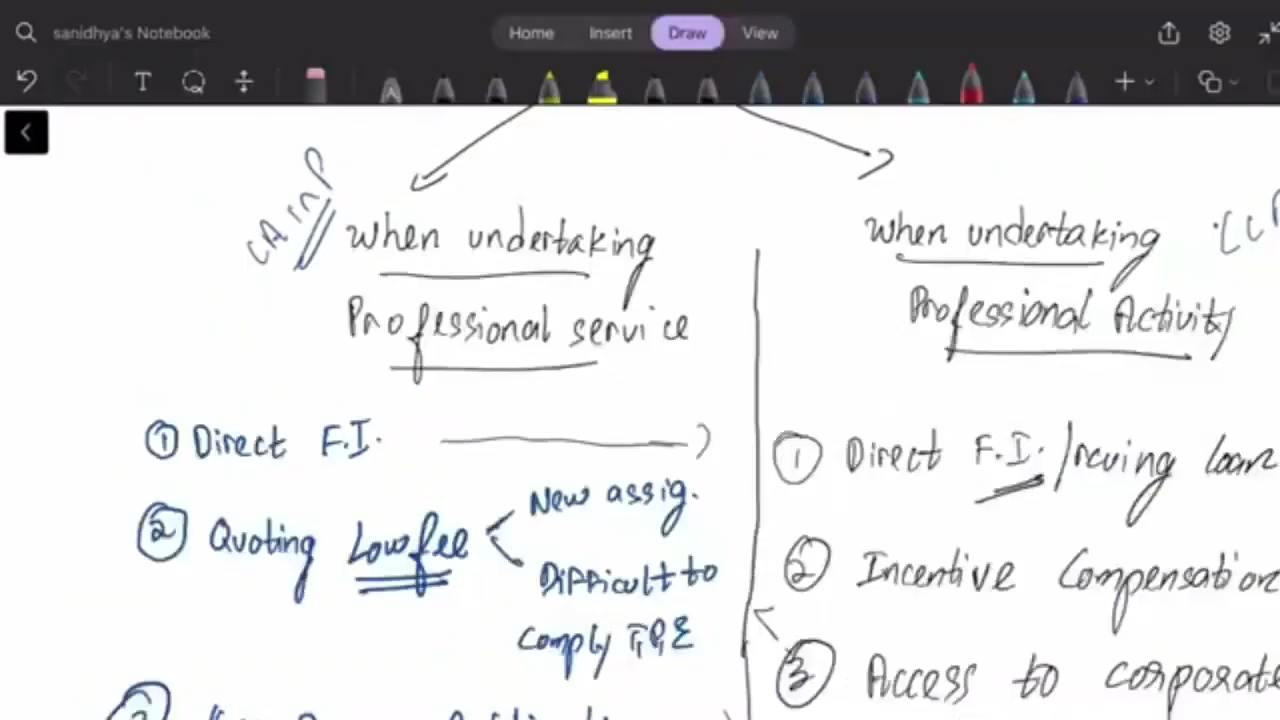 sanidhya's Notebook
Home Insert Draw View
CA in P
When undertaking
Professional service
① Direct F.I.
② Quoting Low fee
New assig.
Difficult to
comply T,P,E
When undertaking
Professional Activity
① Direct F.I. /
loan
② Incentive Compensation
③ Access to corporate